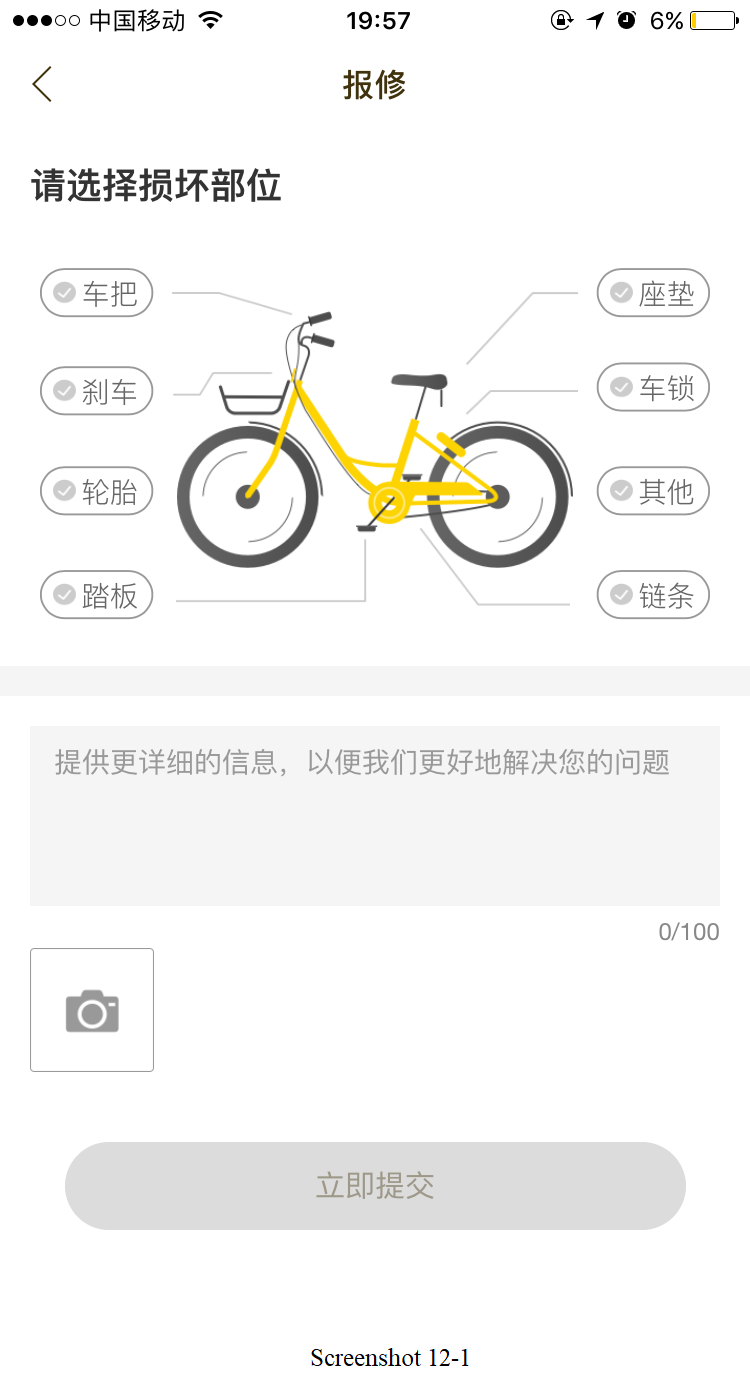 中国移动 19:57 6%
报修
请选择损坏部位
车把 座垫
刹车 车锁
轮胎 其他
踏板 链条
提供更详细的信息，以便我们更好地解决您的问题
0/100
立即提交
Screenshot 12-1